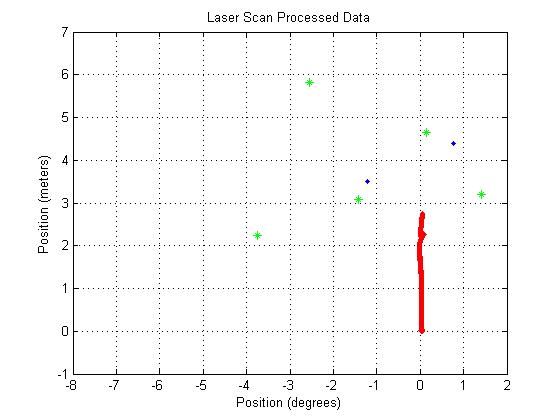 Laser Scan Processed Data
7
6
5
4
3
2
1
0
-1
Position (meters)
-8 -7 -6 -5 -4 -3 -2 -1 0 1 2
Position (degrees)